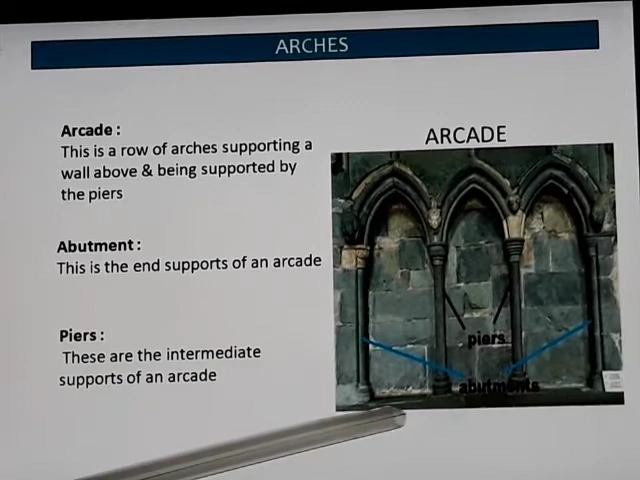 ARCHES
Arcade :
This is a row of arches supporting a
wall above & being supported by
the piers
Abutment :
This is the end supports of an arcade
Piers :
These are the intermediate
supports of an arcade
ARCADE
piers
abutments